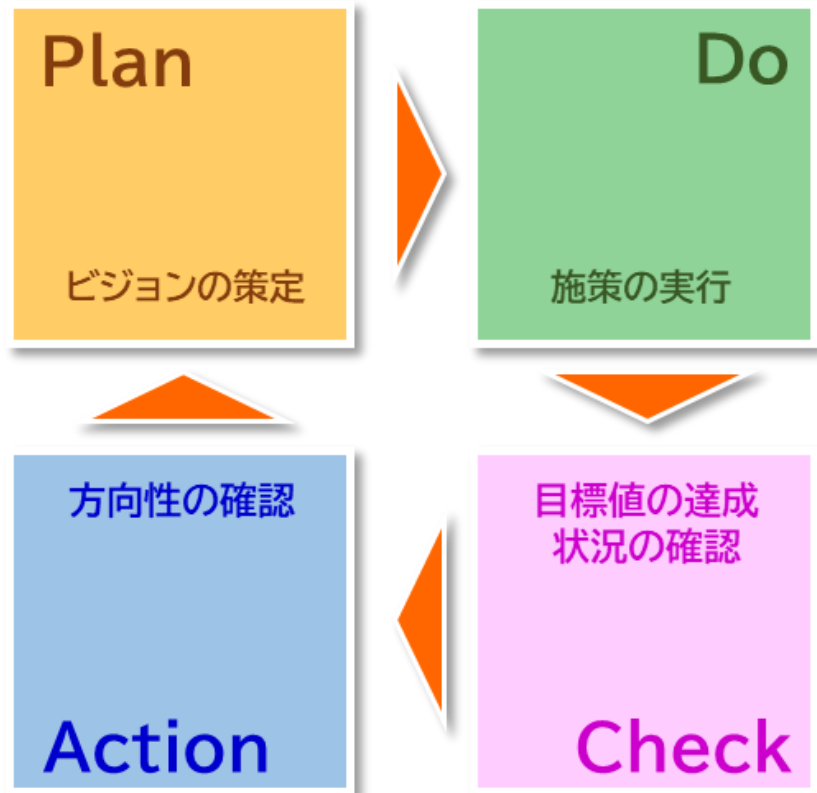 Plan
ビジョンの策定
Do
施策の実行
方向性の確認
Action
目標値の達成
状況の確認
Check